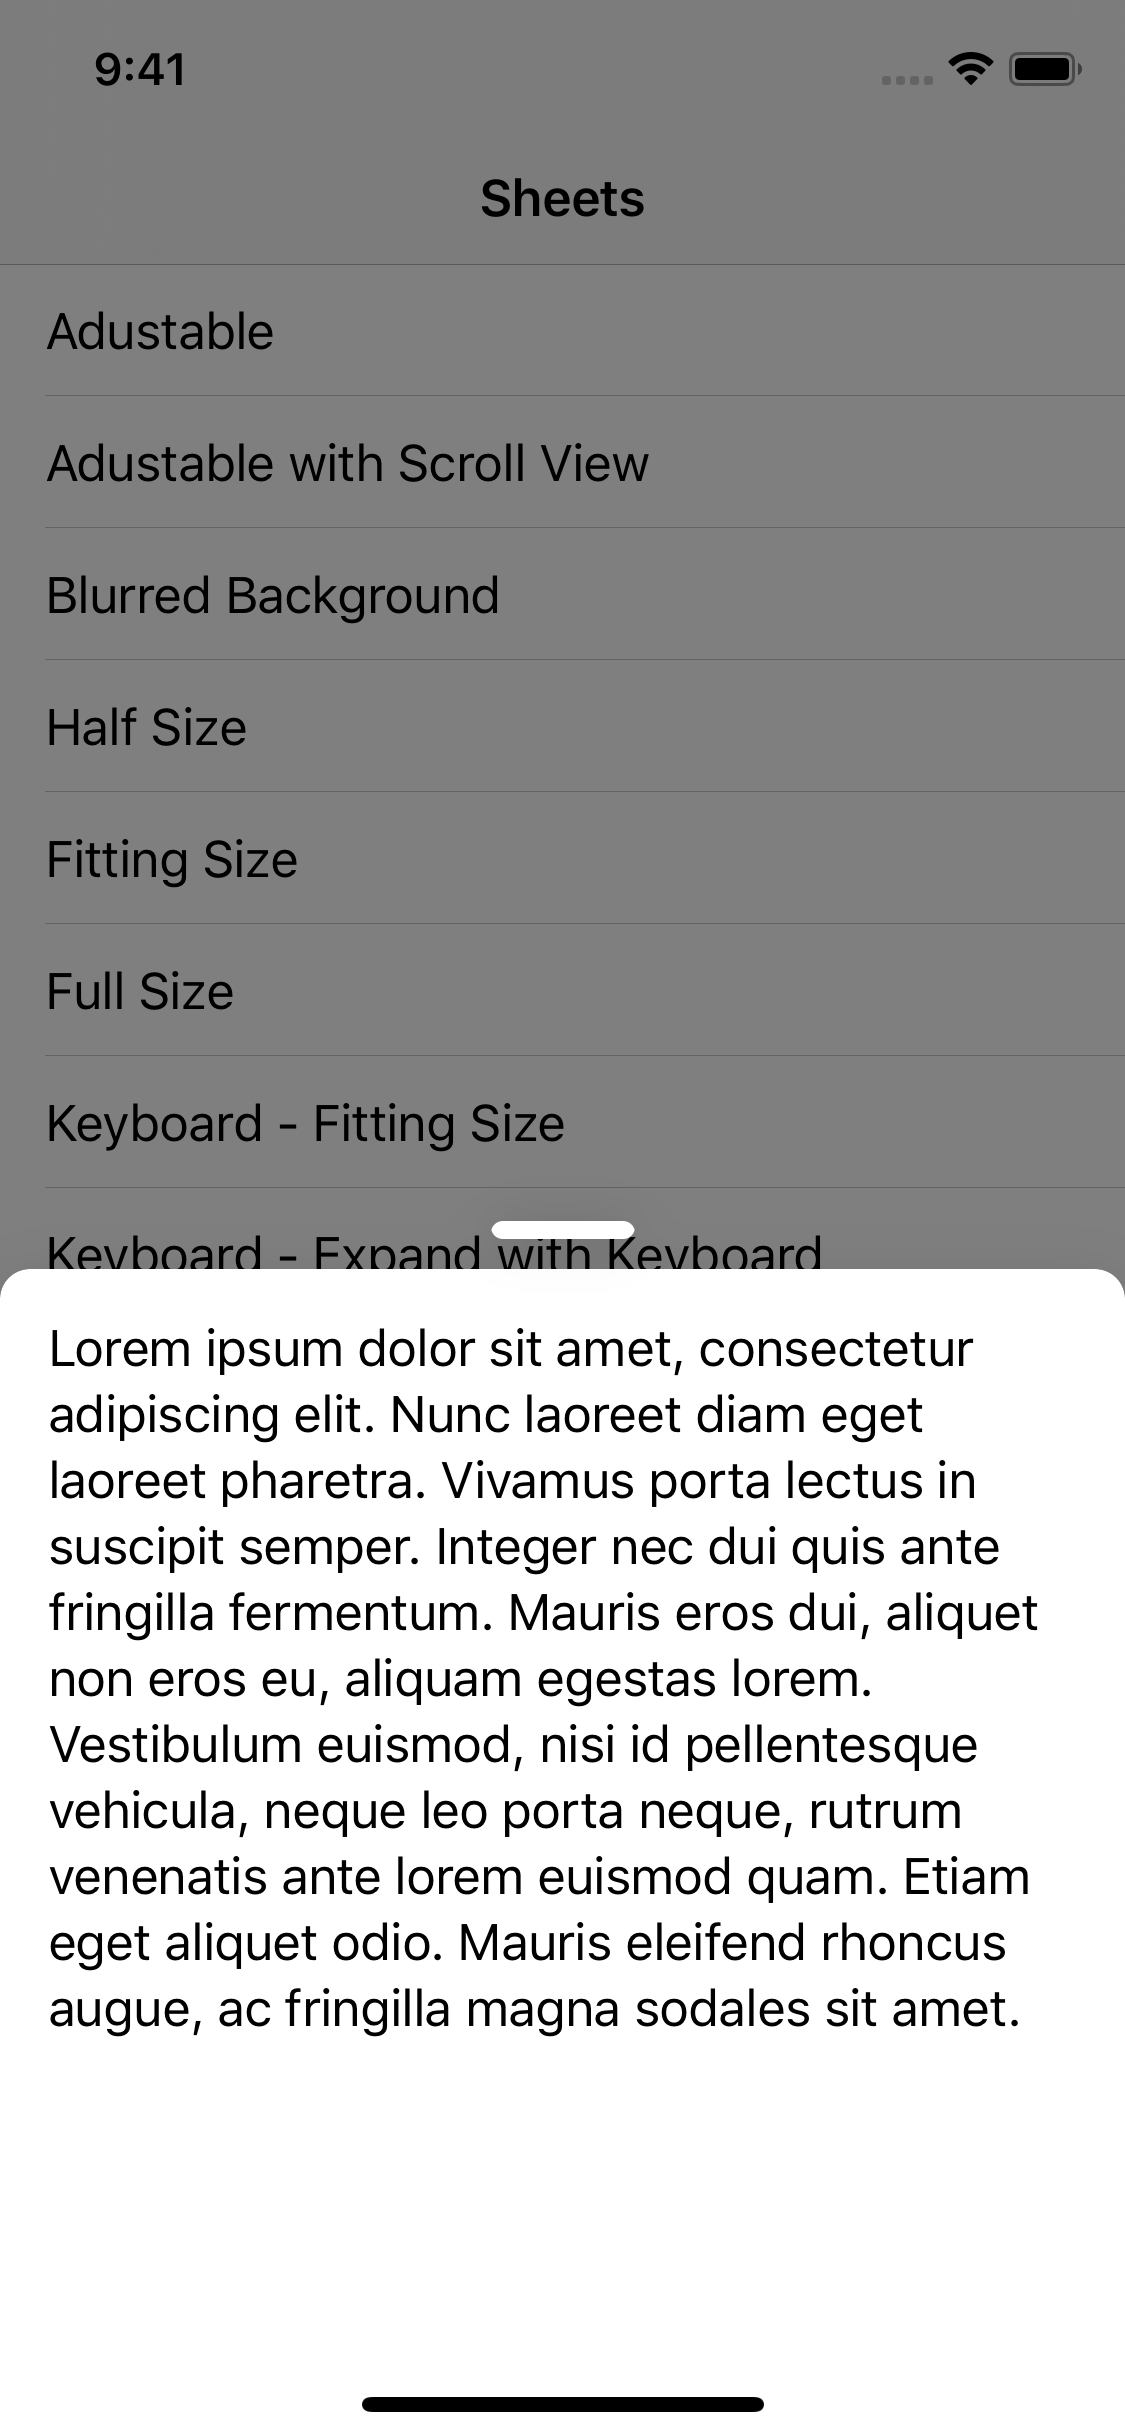 9:41
Sheets
Adustable
Adustable with Scroll View
Blurred Background
Half Size
Fitting Size
Full Size
Keyboard - Fitting Size
Keyboard - Expand with Keyboard
Lorem ipsum dolor sit amet, consectetur
adipiscing elit. Nunc laoreet diam eget
laoreet pharetra. Vivamus porta lectus in
suscipit semper. Integer nec dui quis ante
fringilla fermentum. Mauris eros dui, aliquet
non eros eu, aliquam egestas lorem.
Vestibulum euismod, nisi id pellentesque
vehicula, neque leo porta neque, rutrum
venenatis ante lorem euismod quam. Etiam
eget aliquet odio. Mauris eleifend rhoncus
augue, ac fringilla magna sodales sit amet.